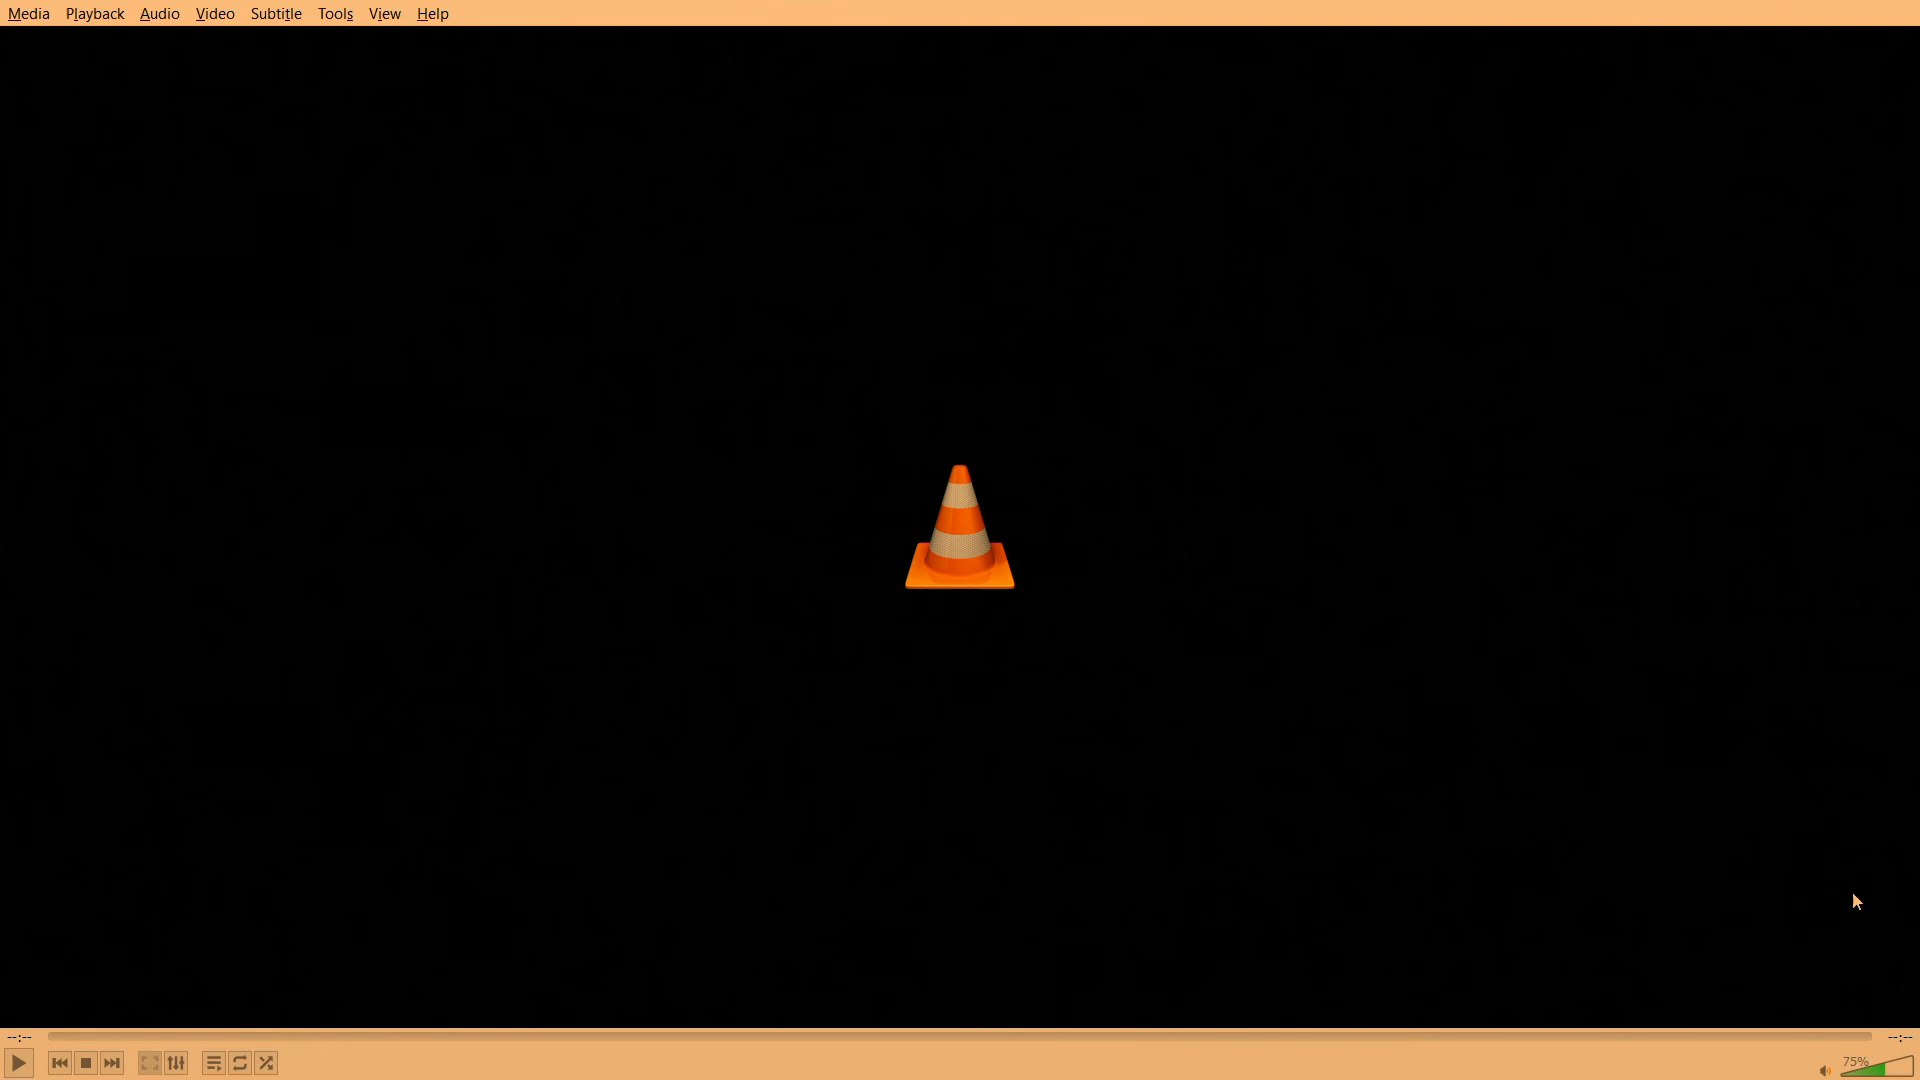 Media Playback Audio Video Subtitle Tools View Help
--:-- --:--
75%